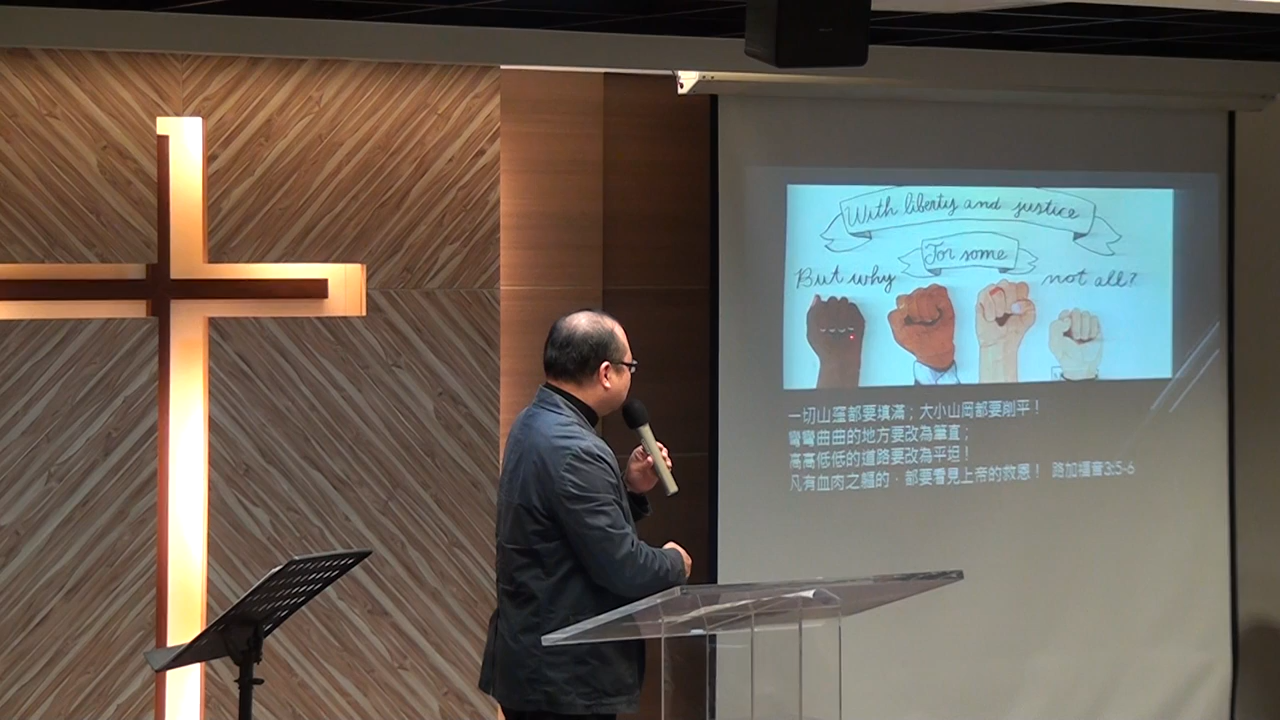 With liberty and justice
For some
But why not all?
一切山窪都要填滿；大小山岡都要削平！
彎彎曲曲的地方要改為筆直；
高高低低的道路要改為平坦！
凡有血肉之軀的，都要看見上帝的救恩！ 路加福音3:5-6